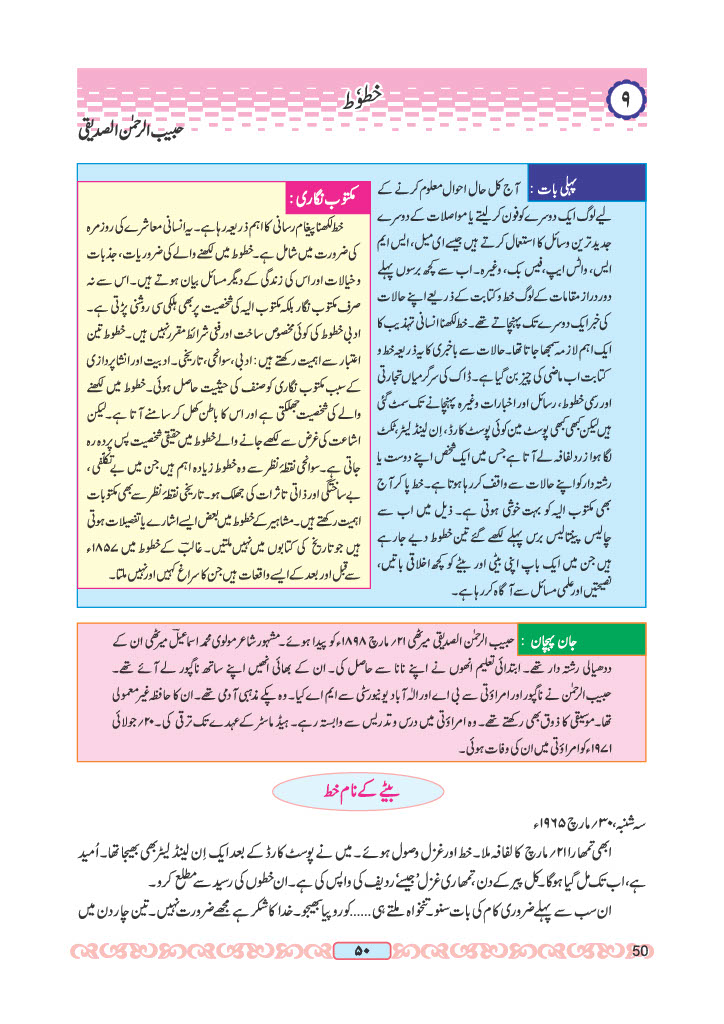 ۹
خطوٗط
حبیب الرحمٰن الصدیقی
پہلی بات : آج کل حال احوال معلوم کرنے کے
لیے لوگ ایک دوسرے کو فون کر لیتے یا مواصلات کے دوسرے
جدید ترین وسائل کا استعمال کرتے ہیں جیسے ای میل، ایس ایم
ایس، واٹس ایپ، فیس بک، وغیرہ۔ اب سے کچھ برسوں پہلے
دور دراز مقامات کے لوگ خط و کتابت کے ذریعے اپنے حالات
کی خبر ایک دوسرے تک پہنچاتے تھے۔ خط لکھنا انسانی تہذیب کا
ایک اہم لازمہ سمجھا جاتا تھا۔ حالات سے باخبری کا یہ ذریعہ خط و
کتابت اب ماضی کی چیز بن گیا ہے۔ ڈاک کی سرگرمیاں تجارتی
اور رسمی خطوط، رسائل اور اخبارات وغیرہ پہنچانے تک سمٹ گئی
ہیں لیکن کبھی کبھی پوسٹ مین کوئی پوسٹ کارڈ، اِن لینڈ لیٹر، ٹکٹ
لگا ہوا زرد لفافہ لے آتا ہے جس میں ایک شخص اپنے دوست یا
رشتہ دار کو اپنے حالات سے واقف کر رہا ہوتا ہے۔ خط پا کر آج
بھی مکتوب الیہ کو بہت خوشی ہوتی ہے۔ ذیل میں اب سے
چالیس پینتالیس برس پہلے لکھے گئے تین خطوط دیے جا رہے
ہیں جن میں ایک باپ اپنی بیٹی اور بیٹے کو کچھ اخلاقی باتیں،
نصیحتیں اور علمی مسائل سے آگاہ کر رہا ہے۔
مکتوب نگاری :
خط لکھنا پیغام رسانی کا اہم ذریعہ رہا ہے۔ یہ انسانی معاشرے کی روزمرہ
کی ضرورت میں شامل ہے۔ خطوط میں لکھنے والے کی ضروریات، جذبات
و خیالات اور اس کی زندگی کے دیگر مسائل بیان ہوتے ہیں۔ اس سے نہ
صرف مکتوب نگار بلکہ مکتوب الیہ کی شخصیت پر بھی ہلکی سی روشنی پڑتی ہے۔
ادبی خطوط کی کوئی مخصوص ساخت اور فنی شرائط مقرر نہیں ہیں۔ خطوط تین
اعتبار سے اہمیت رکھتے ہیں : ادبی، سوانحی، تاریخی۔ ادبیت اور انشا پردازی
کے سبب مکتوب نگاری کو صنف کی حیثیت حاصل ہوئی۔ خطوط میں لکھنے
والے کی شخصیت جھلکتی ہے اور اس کا باطن کھل کر سامنے آتا ہے۔ لیکن
اشاعت کی غرض سے لکھے جانے والے خطوط میں حقیقی شخصیت پس پردہ رہ
جاتی ہے۔ سوانحی نقطۂ نظر سے وہ خطوط زیادہ اہم ہیں جن میں بے تکلفی،
بے ساختگی اور ذاتی تاثرات کی جھلک ہو۔ تاریخی نقطۂ نظر سے بھی مکتوبات
اہمیت رکھتے ہیں۔ مشاہیر کے خطوط میں بعض ایسے اشارے یا تفصیلات ہوتی
ہیں جو تاریخ کی کتابوں میں نہیں ملتیں۔ غالبؔ کے خطوط میں ۱۸۵۷ء
سے قبل اور بعد کے ایسے واقعات ہیں جن کا سراغ کہیں اور نہیں ملتا۔
جان پہچان : حبیب الرحمٰن الصدیقی میرٹھی ۲۱؍ مارچ ۱۸۹۸ء کو پیدا ہوئے۔ مشہور شاعر مولوی محمد اسماعیلؔ میرٹھی ان کے
ددھیالی رشتہ دار تھے۔ ابتدائی تعلیم انھوں نے اپنے نانا سے حاصل کی۔ ان کے بھائی انھیں اپنے ساتھ ناگپور لے آئے تھے۔
حبیب الرحمٰن نے ناگپور اور امراؤتی سے بی اے اور الٰہ آباد یونیورسٹی سے ایم اے کیا۔ وہ پکے مذہبی آدمی تھے۔ ان کا حافظہ غیر معمولی
تھا۔ موسیقی کا ذوق بھی رکھتے تھے۔ وہ امراؤتی میں درس و تدریس سے وابستہ رہے۔ ہیڈ ماسٹر کے عہدے تک ترقی کی۔ ۲۰؍ جولائی
۱۹۷۱ء کو امراؤتی میں ان کی وفات ہوئی۔
بیٹے کے نام خط
سہ شنبہ، ۳۰؍ مارچ ۱۹۶۵ء
ابھی تمھارا ۲۱؍ مارچ کا لفافہ ملا۔ خط اور غزل وصول ہوئے۔ میں نے پوسٹ کارڈ کے بعد ایک اِن لینڈ لیٹر بھی بھیجا تھا۔ اُمید
ہے، اب تک مل گیا ہوگا۔ کل پیر کے دن، تمھاری غزل ’جیسے‘ ردیف کی واپس کی ہے۔ ان خطوں کی رسید سے مطلع کرو۔
ان سب سے پہلے ضروری کام کی بات سنو۔ تنخواہ ملتے ہی ...... کو روپیا بھیجو۔ خدا کا شکر ہے مجھے ضرورت نہیں۔ تین چار دن میں
۵۰
50